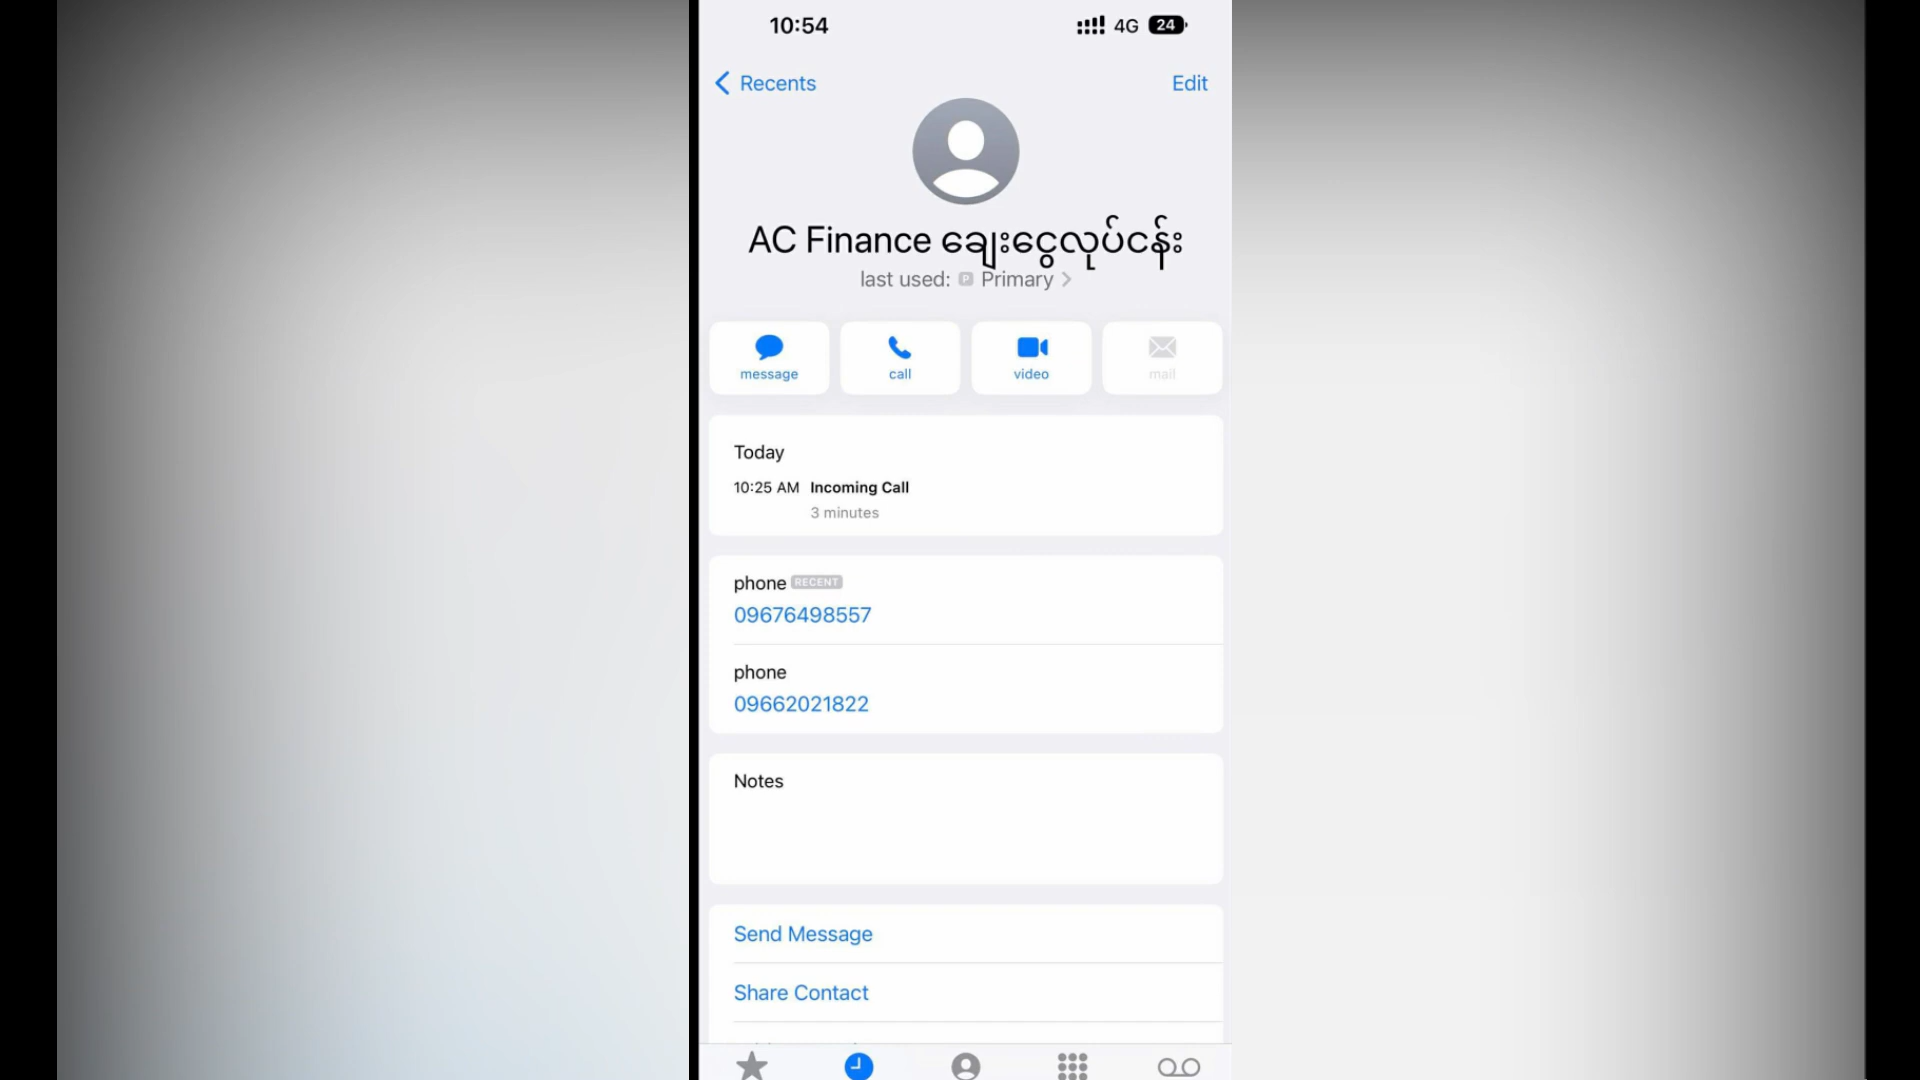 10:54 4G 24
Recents Edit
AC Finance ချေးငွေလုပ်ငန်း
last used: P Primary
message call video mail
Today
10:25 AM Incoming Call
3 minutes
phone RECENT
09676498557
phone
09662021822
Notes
Send Message
Share Contact